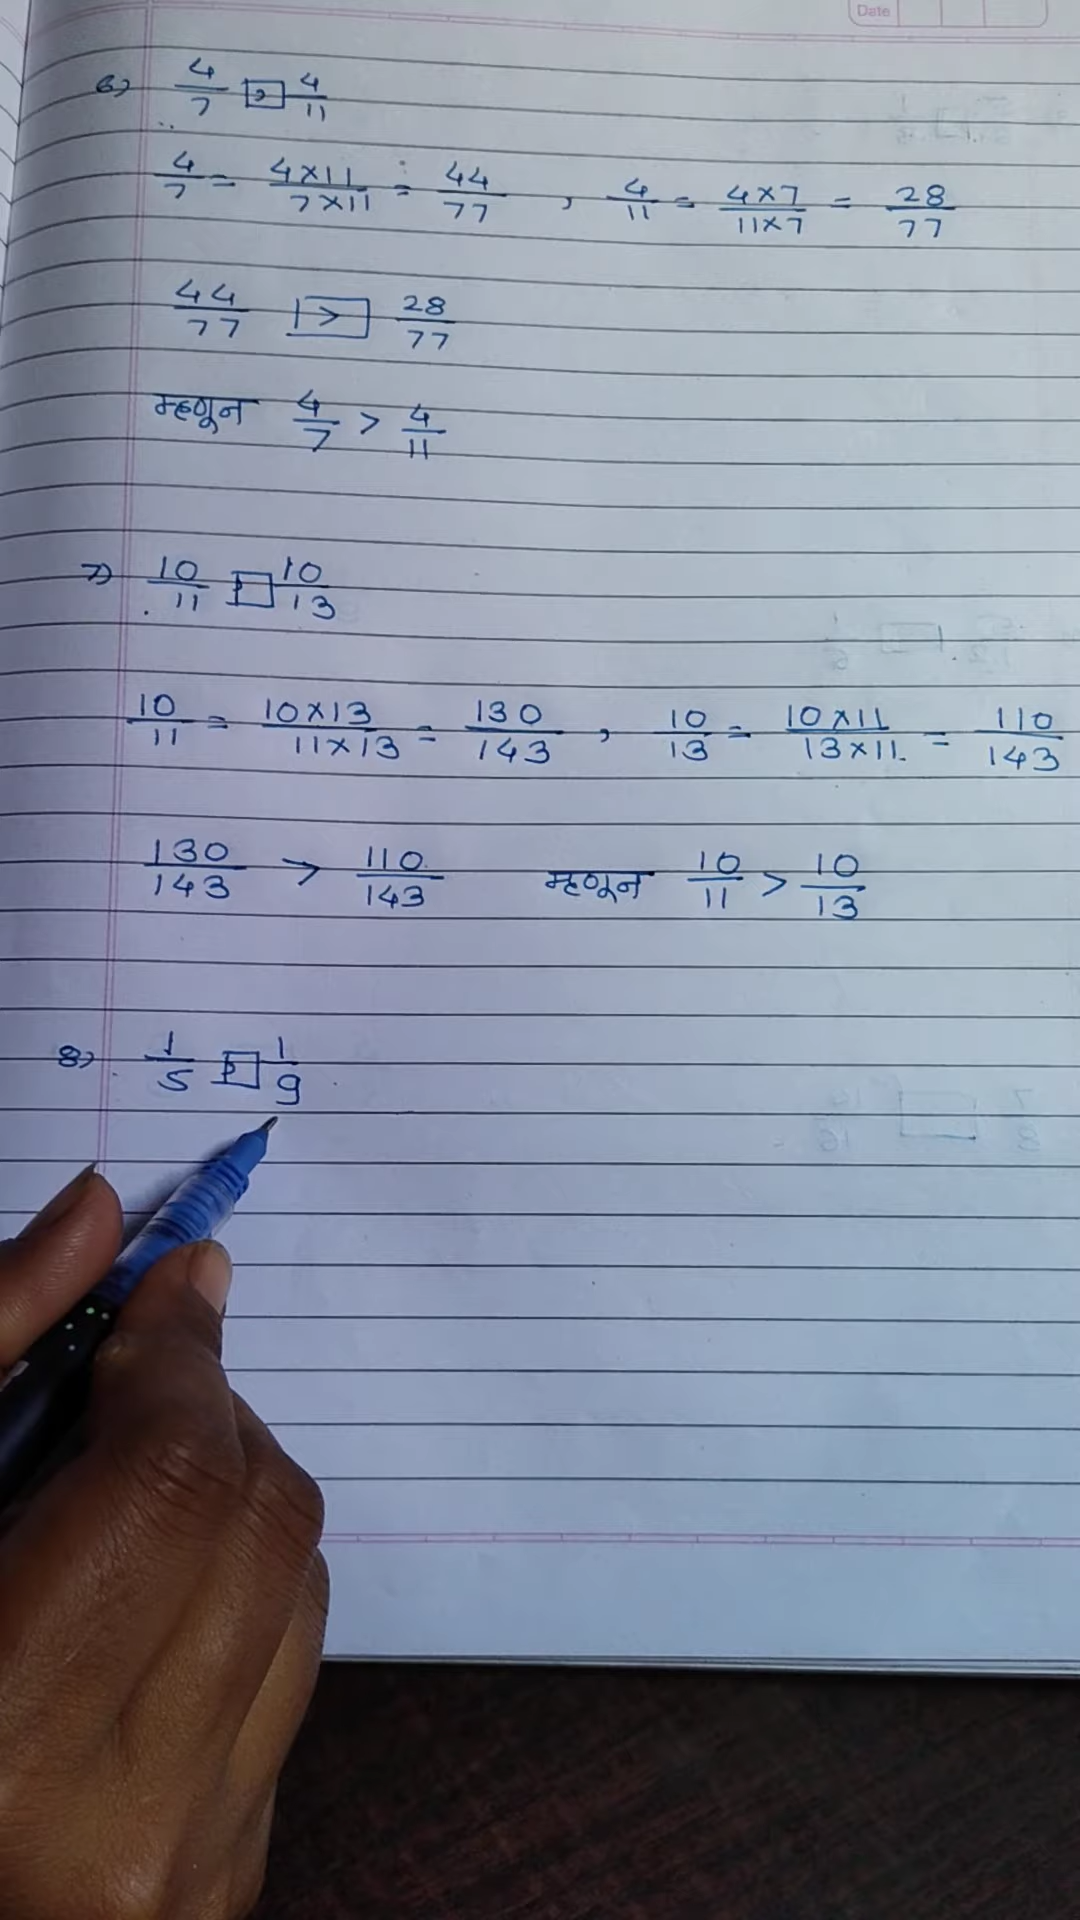 Date
6) 4/7 [>] 4/11
4/7 = 4×11/7×11 = 44/77 , 4/11 = 4×7/11×7 = 28/77
44/77 [>] 28/77
म्हणून 4/7 > 4/11
7) 10/11 □ 10/13
10/11 = 10×13/11×13 = 130/143 , 10/13 = 10×11/13×11 = 110/143
130/143 > 110/143 म्हणून 10/11 > 10/13
8) 1/5 □ 1/9